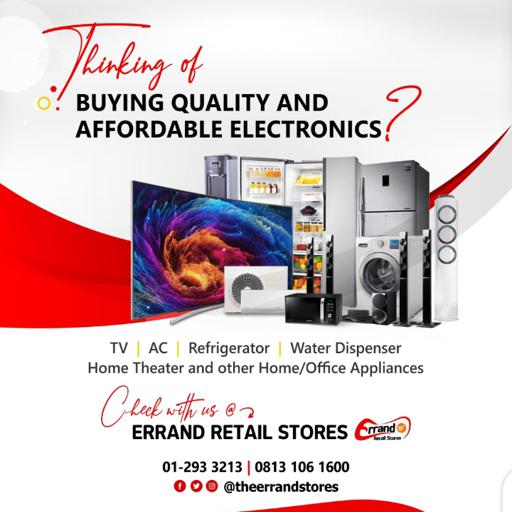 Thinking of
BUYING QUALITY AND
AFFORDABLE ELECTRONICS?
TV | AC | Refrigerator | Water Dispenser
Home Theater and other Home/Office Appliances
Check with us @
ERRAND RETAIL STORES
Errand
Retail Stores
01-293 3213 | 0813 106 1600
@theerrandstores